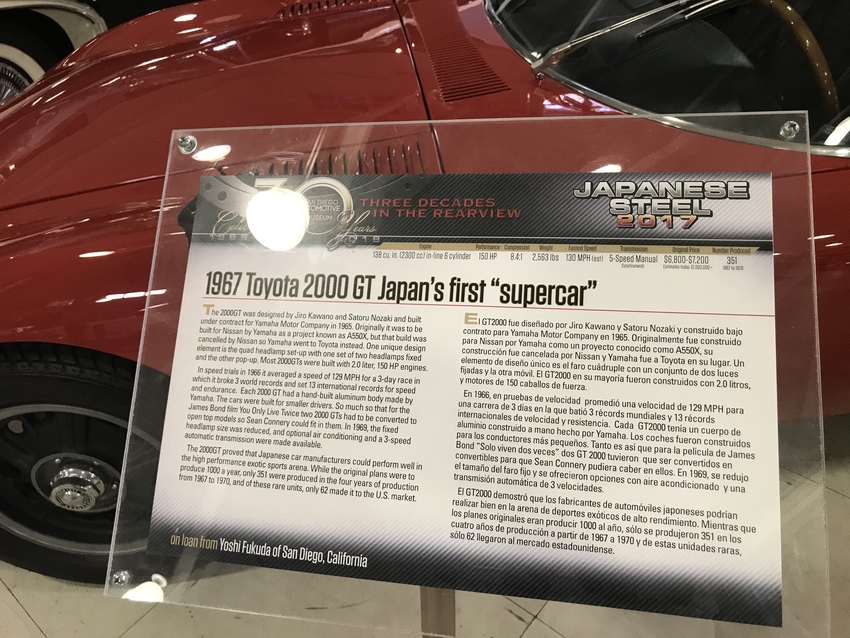 30
SAN DIEGO
AUTOMOTIVE
MUSEUM
Years
THREE DECADES
IN THE REARVIEW
JAPANESE
STEEL
2017
Engine Performance Compression Weight Fastest Speed Transmission Original Price Number Produced
138 cu. in. (2300 cc) in-line 6 cylinder 150 HP 8.4:1 2,563 lbs 130 MPH (est) 5-Speed Manual $6,800-$7,200 351
Synchromesh Estimates today $1,000,000+ 1967 to 1970
1967 Toyota 2000 GT Japan's first "supercar"
The 2000GT was designed by Jiro Kawano and Satoru Nozaki and built
under contract for Yamaha Motor Company in 1965. Originally it was to be
built for Nissan by Yamaha as a project known as A550X, but that build was
cancelled by Nissan so Yamaha went to Toyota instead. One unique design
element is the quad headlamp set-up with one set of two headlamps fixed
and the other pop-up. Most 2000GTs were built with 2.0 liter, 150 HP engines.
In speed trials in 1966 it averaged a speed of 129 MPH for a 3-day race in
which it broke 3 world records and set 13 international records for speed
and endurance. Each 2000 GT had a hand-built aluminum body made by
Yamaha. The cars were built for smaller drivers. So much so that for the
James Bond film You Only Live Twice two 2000 GTs had to be converted to
open top models so Sean Connery could fit in them. In 1969, the fixed
headlamp size was reduced, and optional air conditioning and a 3-speed
automatic transmission were made available.
The 2000GT proved that Japanese car manufacturers could perform well in
the high performance exotic sports arena. While the original plans were to
produce 1000 a year, only 351 were produced in the four years of production
from 1967 to 1970, and of these rare units, only 62 made it to the U.S. market.
El GT2000 fue diseñado por Jiro Kawano y Satoru Nozaki y construido bajo
contrato para Yamaha Motor Company en 1965. Originalmente fue construido
para Nissan por Yamaha como un proyecto conocido como A550X, su
construcción fue cancelada por Nissan y Yamaha fue a Toyota en su lugar. Un
elemento de diseño único es el faro cuádruple con un conjunto de dos luces
fijadas y la otra móvil. El GT2000 en su mayoría fueron construidos con 2.0 litros,
y motores de 150 caballos de fuerza.
En 1966, en pruebas de velocidad promedió una velocidad de 129 MPH para
una carrera de 3 días en la que batió 3 récords mundiales y 13 récords
internacionales de velocidad y resistencia. Cada GT2000 tenía un cuerpo de
aluminio construido a mano hecho por Yamaha. Los coches fueron construidos
para los conductores más pequeños. Tanto es así que para la película de James
Bond "Solo viven dos veces" dos GT 2000 tuvieron que ser convertidos en
convertibles para que Sean Connery pudiera caber en ellos. En 1969, se redujo
el tamaño del faro fijo y se ofrecieron opciones con aire acondicionado y una
transmisión automática de 3 velocidades.
El GT2000 demostró que los fabricantes de automóviles japoneses podrían
realizar bien en la arena de deportes exóticos de alto rendimiento. Mientras que
los planes originales eran producir 1000 al año, sólo se produjeron 351 en los
cuatro años de producción a partir de 1967 a 1970 y de estas unidades raras,
sólo 62 llegaron al mercado estadounidense.
on loan from Yoshi Fukuda of San Diego, California